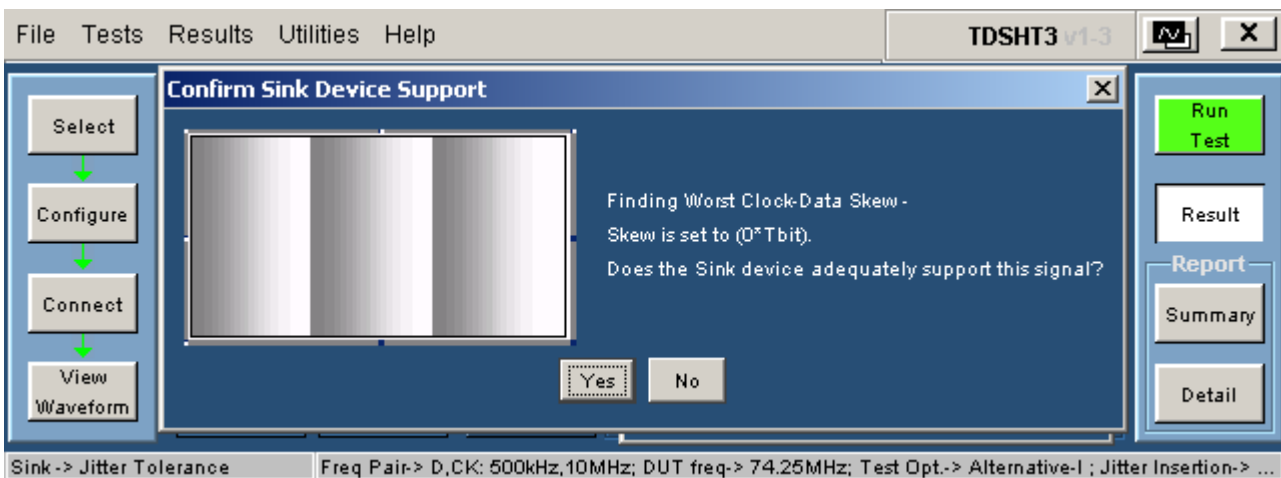 File Tests Results Utilities Help
TDSHT3 v1-3
Confirm Sink Device Support
Select
Configure
Connect
View
Waveform
Finding Worst Clock-Data Skew -
Skew is set to (0*Tbit).
Does the Sink device adequately support this signal?
Yes No
Run
Test
Result
Report
Summary
Detail
Sink-> Jitter Tolerance
Freq Pair-> D,CK: 500kHz,10MHz; DUT freq-> 74.25MHz; Test Opt.-> Alternative-I ; Jitter Insertion-> ...